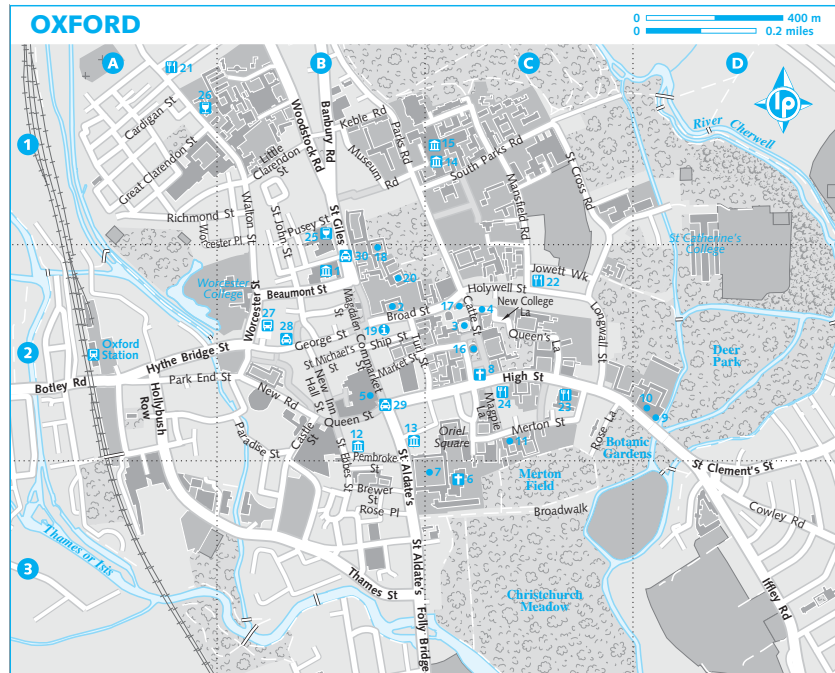 OXFORD
0 400 m
0 0.2 miles
A
B
C
D
1
2
3
lp
21
26
Cardigan St
Great Clarendon St
Little
Clarendon St
Woodstock Rd
Banbury Rd
Keble Rd
Parks Rd
Museum
Rd
15
14
South Parks Rd
Mansfield Rd
St Cross Rd
River Cherwell
Richmond St
Worcester Pl
Walton St
St John St
Pusey St
25
St Giles
30
18
1
20
St Catherine's
College
Jowett Wk
22
Holywell St
New College
La
Worcester
College
Beaumont St
Worcester St
27
28
Magdalen
2
Broad St
17
4
Catte St
3
Queen's La
Longwall St
19
George St
Ship St
St Michael's
St
Cornmarket
Market St
Turl St
16
8
High St
Oxford
Station
Hythe Bridge St
Botley Rd
Park End St
Hollybush
Row
New Rd
New Inn
Hall St
5
29
Queen St
24
23
Magpie
La
Deer
Park
10
9
Rose La
Botanic
Gardens
Paradise St
Castle
St
12
13
Oriel
Square
Merton St
11
St Ebbes
St
Pembroke
St
St Aldate's
7
6
Merton
Field
St Clement's St
Brewer
St
Rose Pl
Broadwalk
Cowley Rd
Thames or Isis
Thames St
St Aldate's
Christchurch
Meadow
Iffley Rd
Folly Bridge